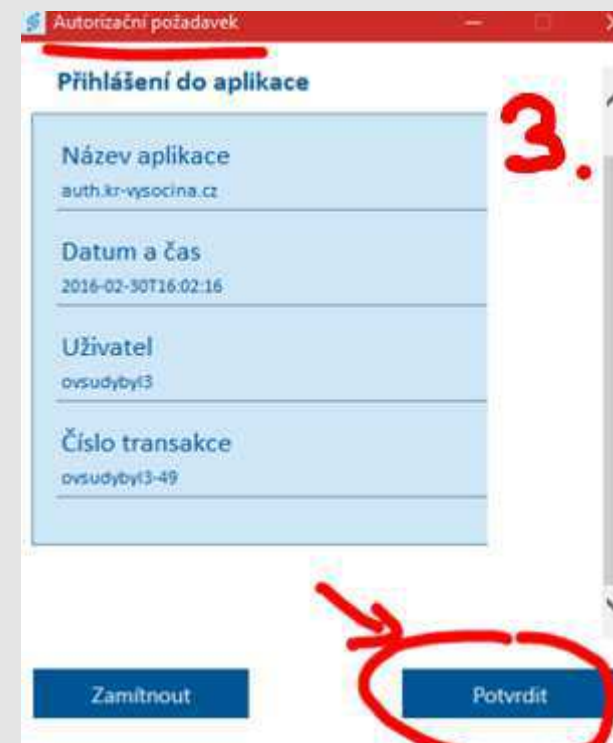 Autorizační požadavek
Přihlášení do aplikace
3.
Název aplikace
auth.kr-vysocina.cz
Datum a čas
2016-02-30T16:02:16
Uživatel
ovsudybyl3
Číslo transakce
ovsudybyl3-49
Zamítnout
Potvrdit